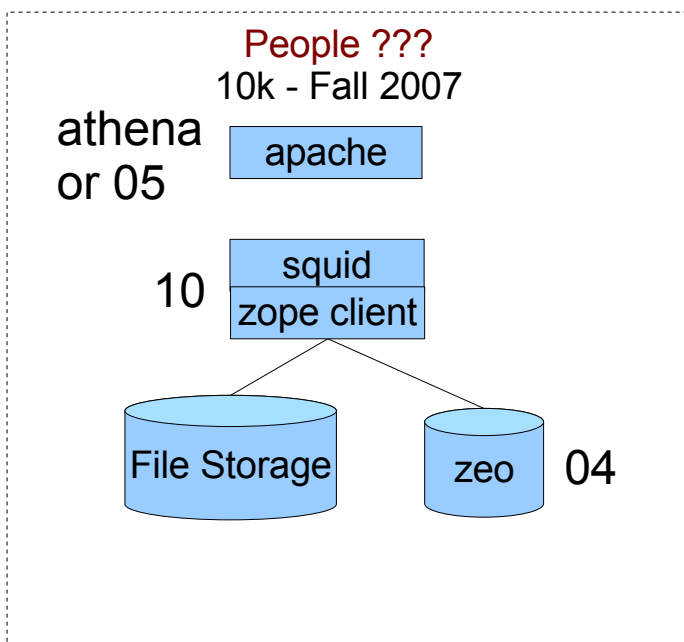 People ???
10k - Fall 2007
athena
or 05
apache
10
squid
zope client
File Storage
zeo
04